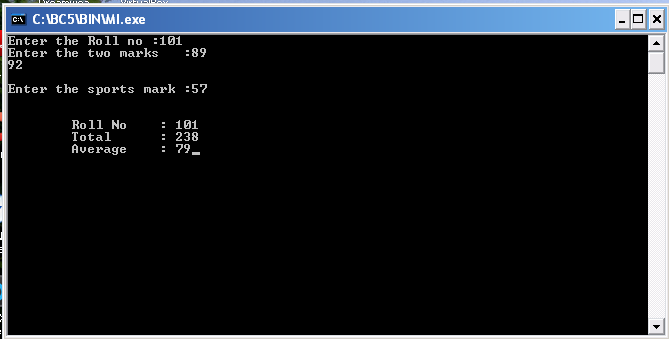 C:\BC5\BIN\MI.exe
Enter the Roll no :101
Enter the two marks   :89
92
Enter the sports mark :57
Roll No    : 101
Total      : 238
Average    : 79_